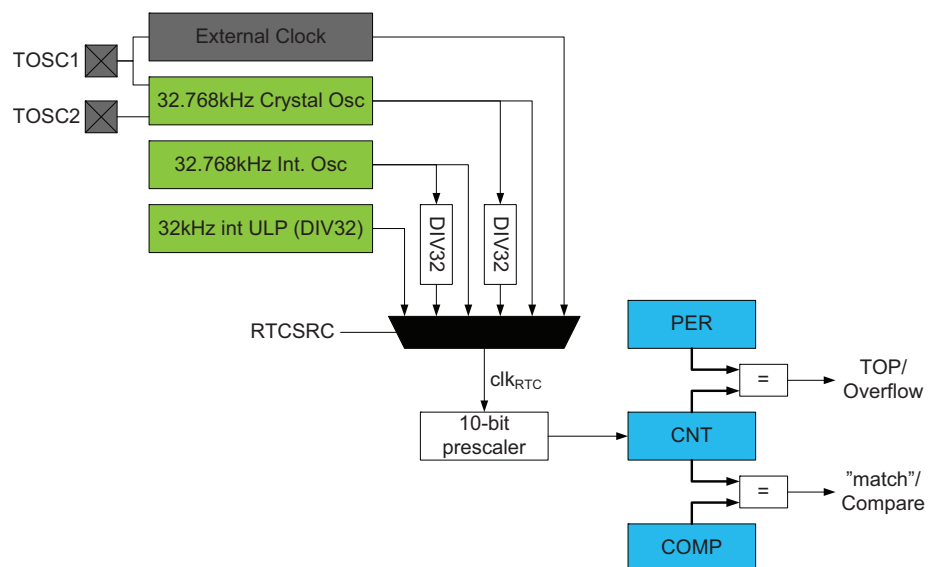 External Clock
TOSC1
32.768kHz Crystal Osc
TOSC2
32.768kHz Int. Osc
32kHz int ULP (DIV32)
DIV32
DIV32
RTCSRC
PER
clkRTC
=
TOP/
Overflow
10-bit
prescaler
CNT
=
”match”/
Compare
COMP